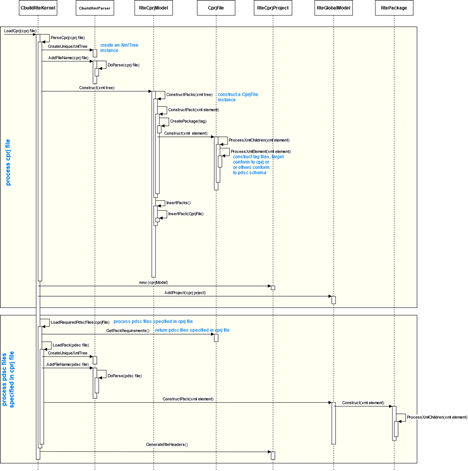 CbuildRteKernel
CbuildXmlParser
RteCprjModel
CprjFile
RteCprjProject
RteGlobalModel
RtePackage
LoadCprj(cprj file)
ParseCprj(cprj file)
CreateUniqueXmlTree
create an XmlTree
instance
AddFileName(cprj file)
DoParse(cprj file)
Construct(xml tree)
ConstructPacks(xml tree)
construct a CprjFile
instance
ConstructPack(xml element)
CreatePackage(tag)
Construct(xml element)
ProcessXmlChildren(xml element)
ProcessXmlElement(xml element)
construct tag files, target
conform to cprj or
or others conform
to pdsc schema
process cprj file
InsertPacks()
InsertPack(CprjFile)
new (cprjModel)
AddProject(cprj prject)
LoadRequiredPdscFiles(cprjFile)
process pdsc files specified in cprj file
GetPackRequirements()
return pdsc files specified in cprj file
LoadPack(pdsc file)
CreateUniqueXmlTree
AddFileName(pdsc file)
DoParse(pdsc file)
process pdsc files
specified in cprj file
ConstructPack(xml element)
Construct(xml element)
ProcessXmlChildren(xml element)
GenerateRteHeaders()